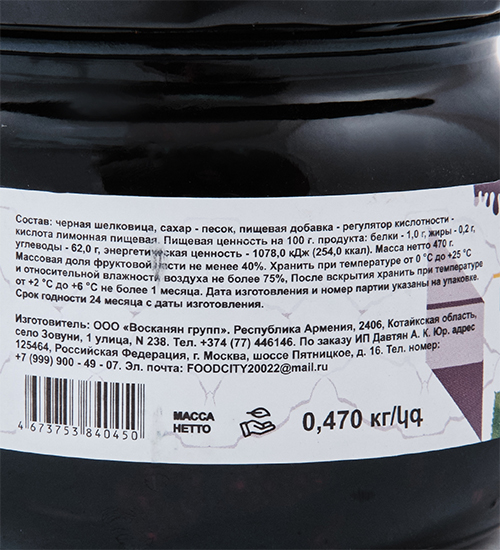 Состав: черная шелковица, сахар - песок, пищевая добавка - регулятор кислотности -
кислота лимонная пищевая. Пищевая ценность на 100 г. продукта: белки - 1,0 г, жиры - 0,2 г,
углеводы - 62,0 г, энергетическая ценность - 1078,0 кДж (254,0 ккал). Масса нетто 470 г.
Массовая доля фруктовой части не менее 40%. Хранить при температуре от 0 °С до +25 °С
и относительной влажности воздуха не более 75%. После вскрытия хранить при температуре
от +2 °С до +6 °С не более 1 месяца. Дата изготовления и номер партии указаны на упаковке.
Срок годности 24 месяца с даты изготовления.
Изготовитель: ООО «Восканян групп». Республика Армения, 2406, Котайкская область,
село Зовуни, 1 улица, N 238. Тел. +374 (77) 446146. По заказу ИП Давтян А. К. Юр. адрес
125464, Российская Федерация, г. Москва, шоссе Пятницкое, д. 16. Тел. номер:
+7 (999) 900 - 49 - 07. Эл. почта: FOODCITY20022@mail.ru
4 673753 840450
МАССА
НЕТТО
0,470 кг/կգ